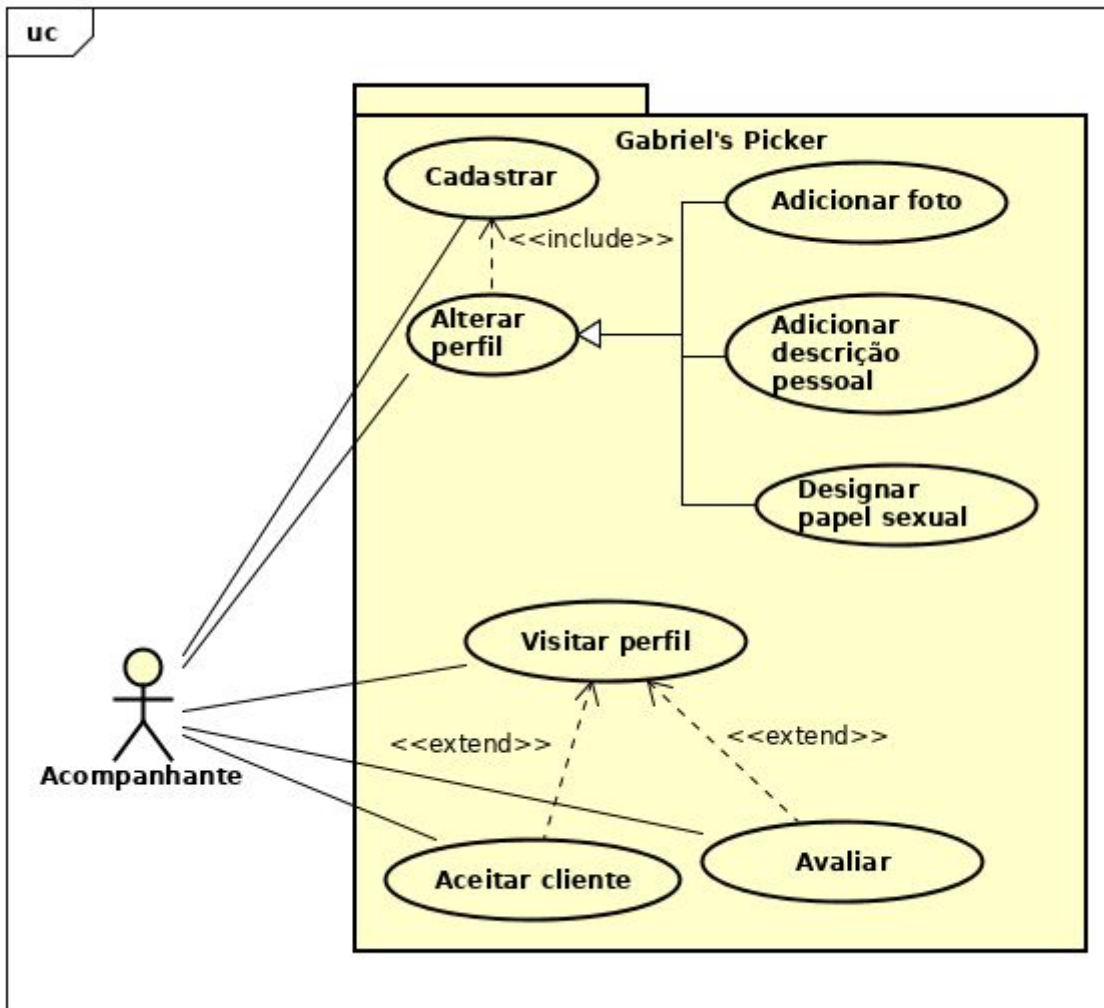 uc
Gabriel's Picker
Cadastrar
Adicionar foto
<<include>>
Alterar
perfil
Adicionar
descrição
pessoal
Designar
papel sexual
Visitar perfil
<<extend>>
<<extend>>
Acompanhante
Aceitar cliente
Avaliar